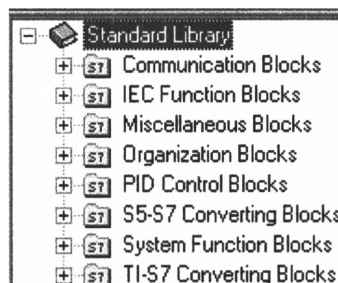 Standard Library
Communication Blocks
IEC Function Blocks
Miscellaneous Blocks
Organization Blocks
PID Control Blocks
S5-S7 Converting Blocks
System Function Blocks
TI-S7 Converting Blocks